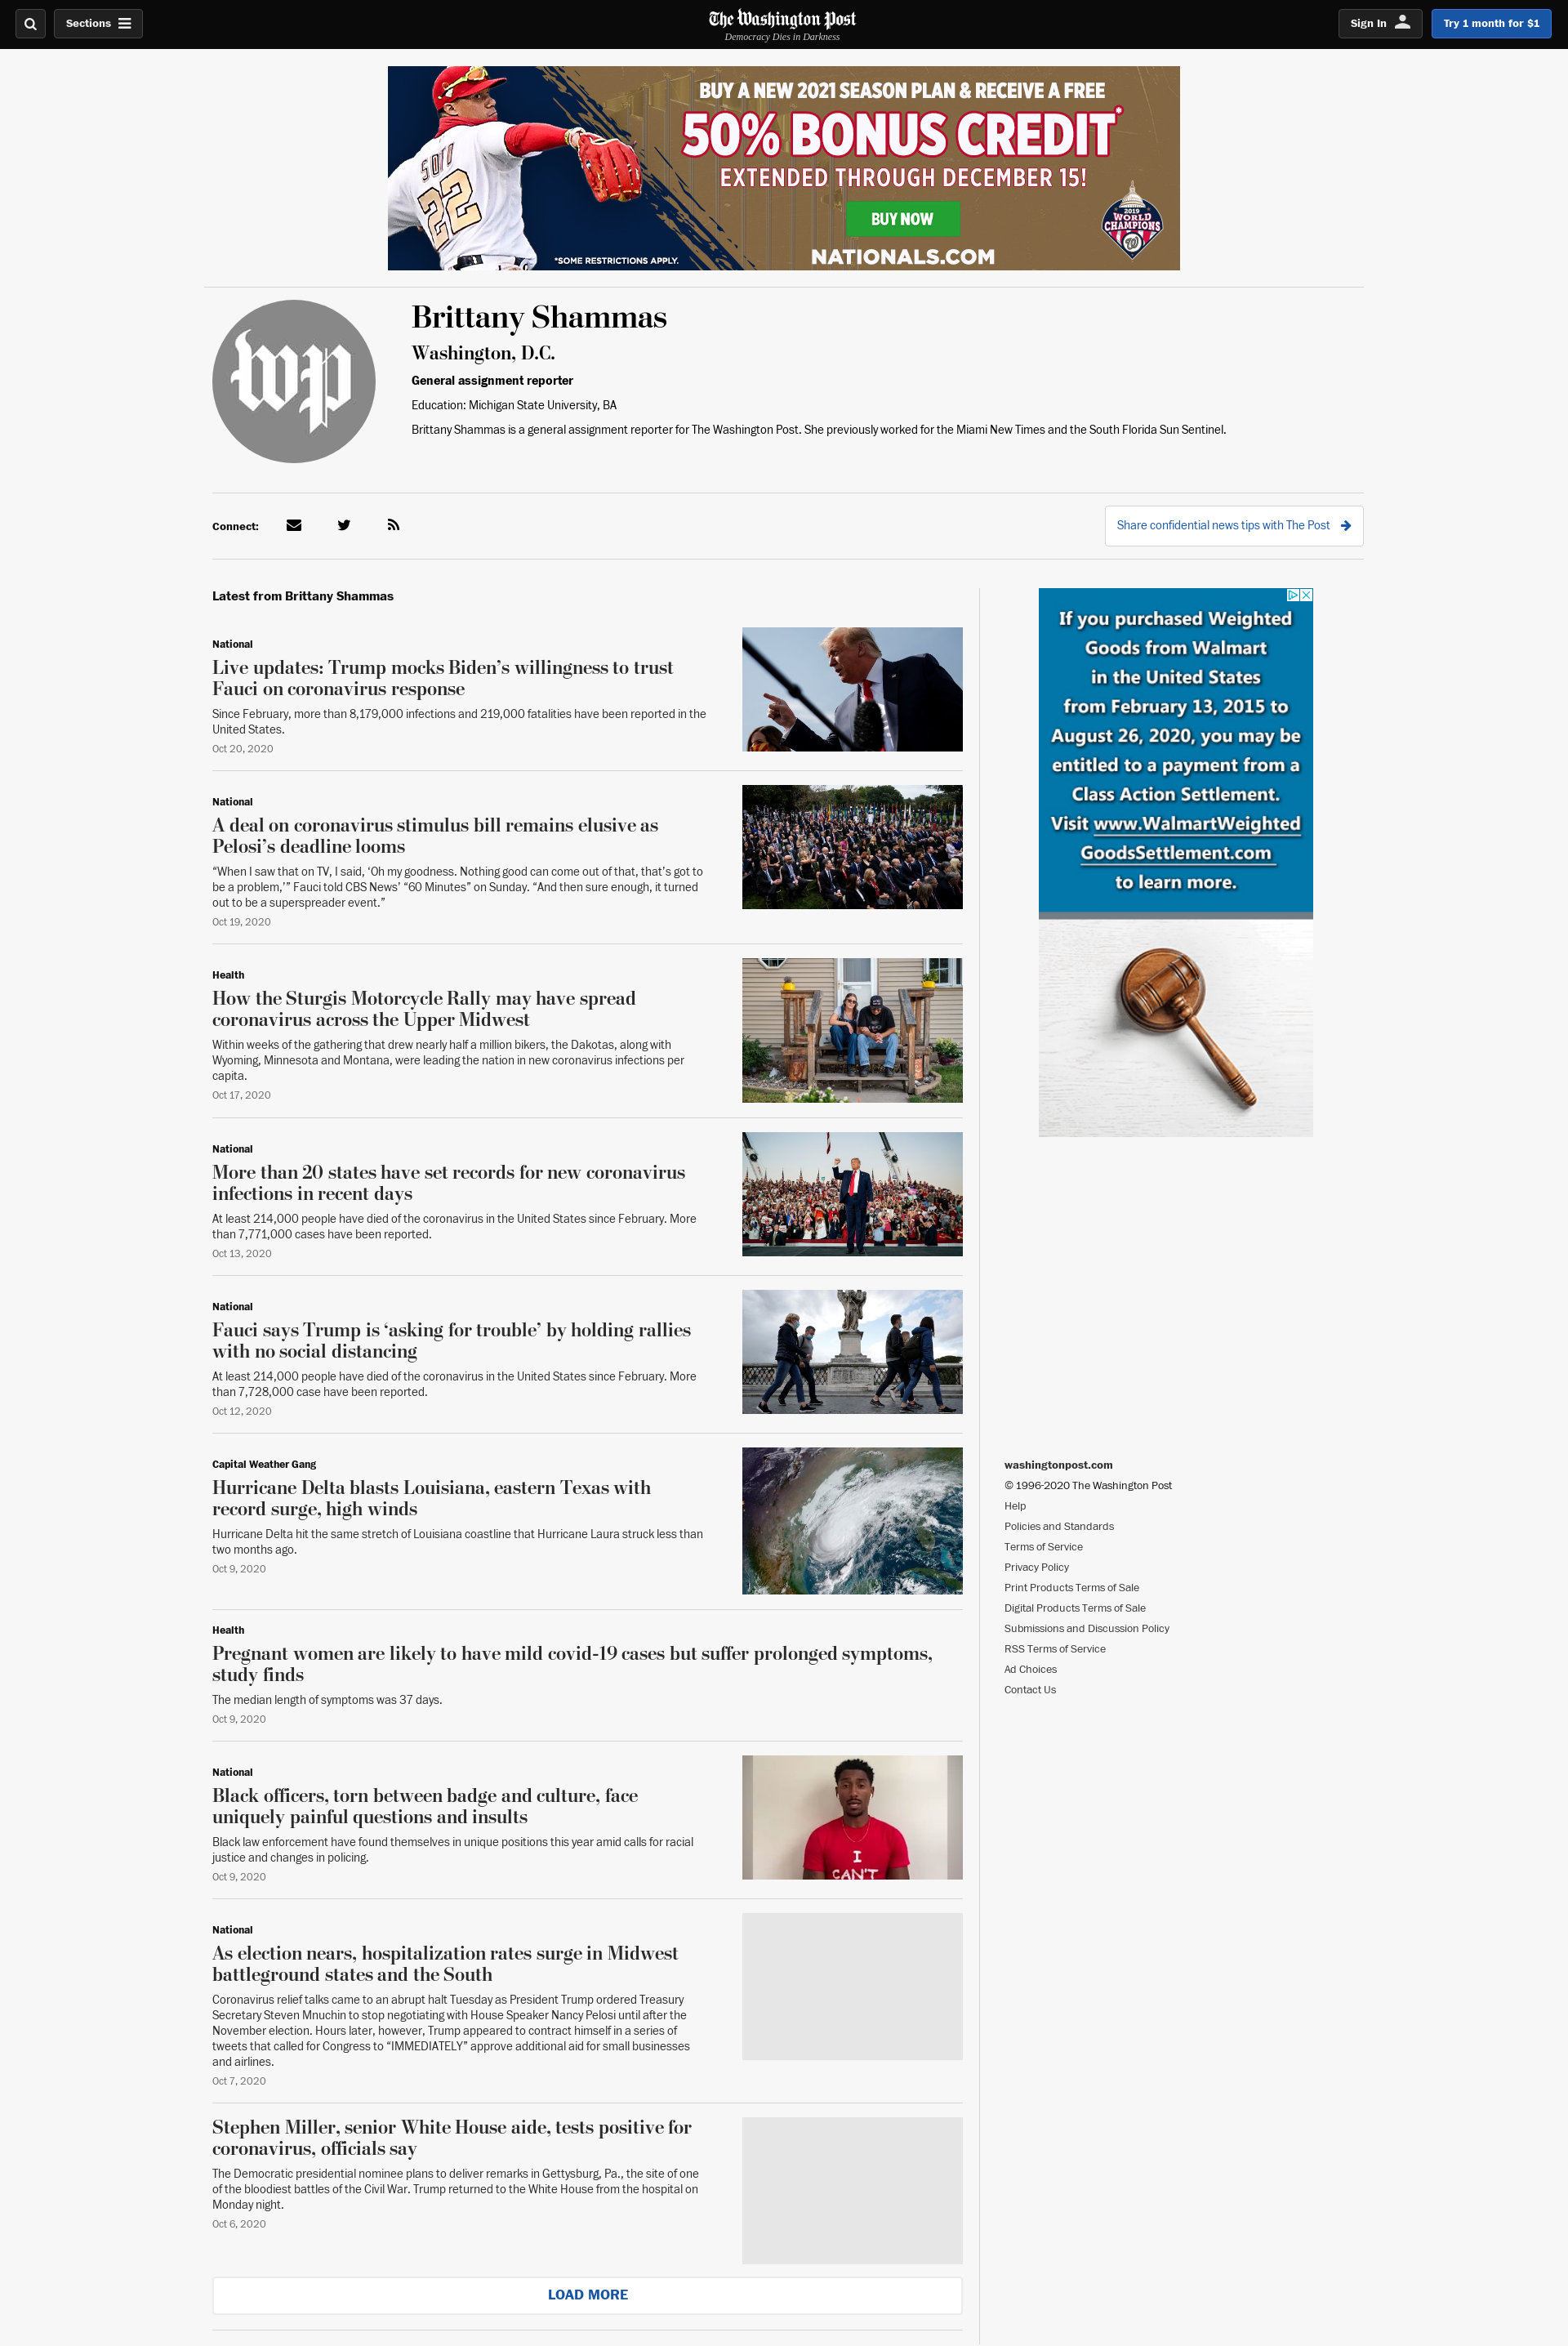 Sections
The Washington Post
Democracy Dies in Darkness
Sign In
Try 1 month for $1
SOTO
22
BUY A NEW 2021 SEASON PLAN & RECEIVE A FREE
50% BONUS CREDIT*
EXTENDED THROUGH DECEMBER 15!
BUY NOW
2019
WORLD
CHAMPIONS
W
*SOME RESTRICTIONS APPLY.
NATIONALS.COM
wp
Brittany Shammas
Washington, D.C.
General assignment reporter
Education: Michigan State University, BA
Brittany Shammas is a general assignment reporter for The Washington Post. She previously worked for the Miami New Times and the South Florida Sun Sentinel.
Connect:
Share confidential news tips with The Post
Latest from Brittany Shammas
National
Live updates: Trump mocks Biden’s willingness to trust
Fauci on coronavirus response
Since February, more than 8,179,000 infections and 219,000 fatalities have been reported in the
United States.
Oct 20, 2020
National
A deal on coronavirus stimulus bill remains elusive as
Pelosi’s deadline looms
“When I saw that on TV, I said, ‘Oh my goodness. Nothing good can come out of that, that’s got to
be a problem,’” Fauci told CBS News’ “60 Minutes” on Sunday. “And then sure enough, it turned
out to be a superspreader event.”
Oct 19, 2020
Health
How the Sturgis Motorcycle Rally may have spread
coronavirus across the Upper Midwest
Within weeks of the gathering that drew nearly half a million bikers, the Dakotas, along with
Wyoming, Minnesota and Montana, were leading the nation in new coronavirus infections per
capita.
Oct 17, 2020
National
More than 20 states have set records for new coronavirus
infections in recent days
At least 214,000 people have died of the coronavirus in the United States since February. More
than 7,771,000 cases have been reported.
Oct 13, 2020
National
Fauci says Trump is ‘asking for trouble’ by holding rallies
with no social distancing
At least 214,000 people have died of the coronavirus in the United States since February. More
than 7,728,000 case have been reported.
Oct 12, 2020
Capital Weather Gang
Hurricane Delta blasts Louisiana, eastern Texas with
record surge, high winds
Hurricane Delta hit the same stretch of Louisiana coastline that Hurricane Laura struck less than
two months ago.
Oct 9, 2020
Health
Pregnant women are likely to have mild covid-19 cases but suffer prolonged symptoms,
study finds
The median length of symptoms was 37 days.
Oct 9, 2020
National
Black officers, torn between badge and culture, face
uniquely painful questions and insults
Black law enforcement have found themselves in unique positions this year amid calls for racial
justice and changes in policing.
Oct 9, 2020
I
CAN'T
National
As election nears, hospitalization rates surge in Midwest
battleground states and the South
Coronavirus relief talks came to an abrupt halt Tuesday as President Trump ordered Treasury
Secretary Steven Mnuchin to stop negotiating with House Speaker Nancy Pelosi until after the
November election. Hours later, however, Trump appeared to contract himself in a series of
tweets that called for Congress to “IMMEDIATELY” approve additional aid for small businesses
and airlines.
Oct 7, 2020
Stephen Miller, senior White House aide, tests positive for
coronavirus, officials say
The Democratic presidential nominee plans to deliver remarks in Gettysburg, Pa., the site of one
of the bloodiest battles of the Civil War. Trump returned to the White House from the hospital on
Monday night.
Oct 6, 2020
LOAD MORE
If you purchased Weighted
Goods from Walmart
in the United States
from February 13, 2015 to
August 26, 2020, you may be
entitled to a payment from a
Class Action Settlement.
Visit www.WalmartWeighted
GoodsSettlement.com
to learn more.
washingtonpost.com
© 1996-2020 The Washington Post
Help
Policies and Standards
Terms of Service
Privacy Policy
Print Products Terms of Sale
Digital Products Terms of Sale
Submissions and Discussion Policy
RSS Terms of Service
Ad Choices
Contact Us